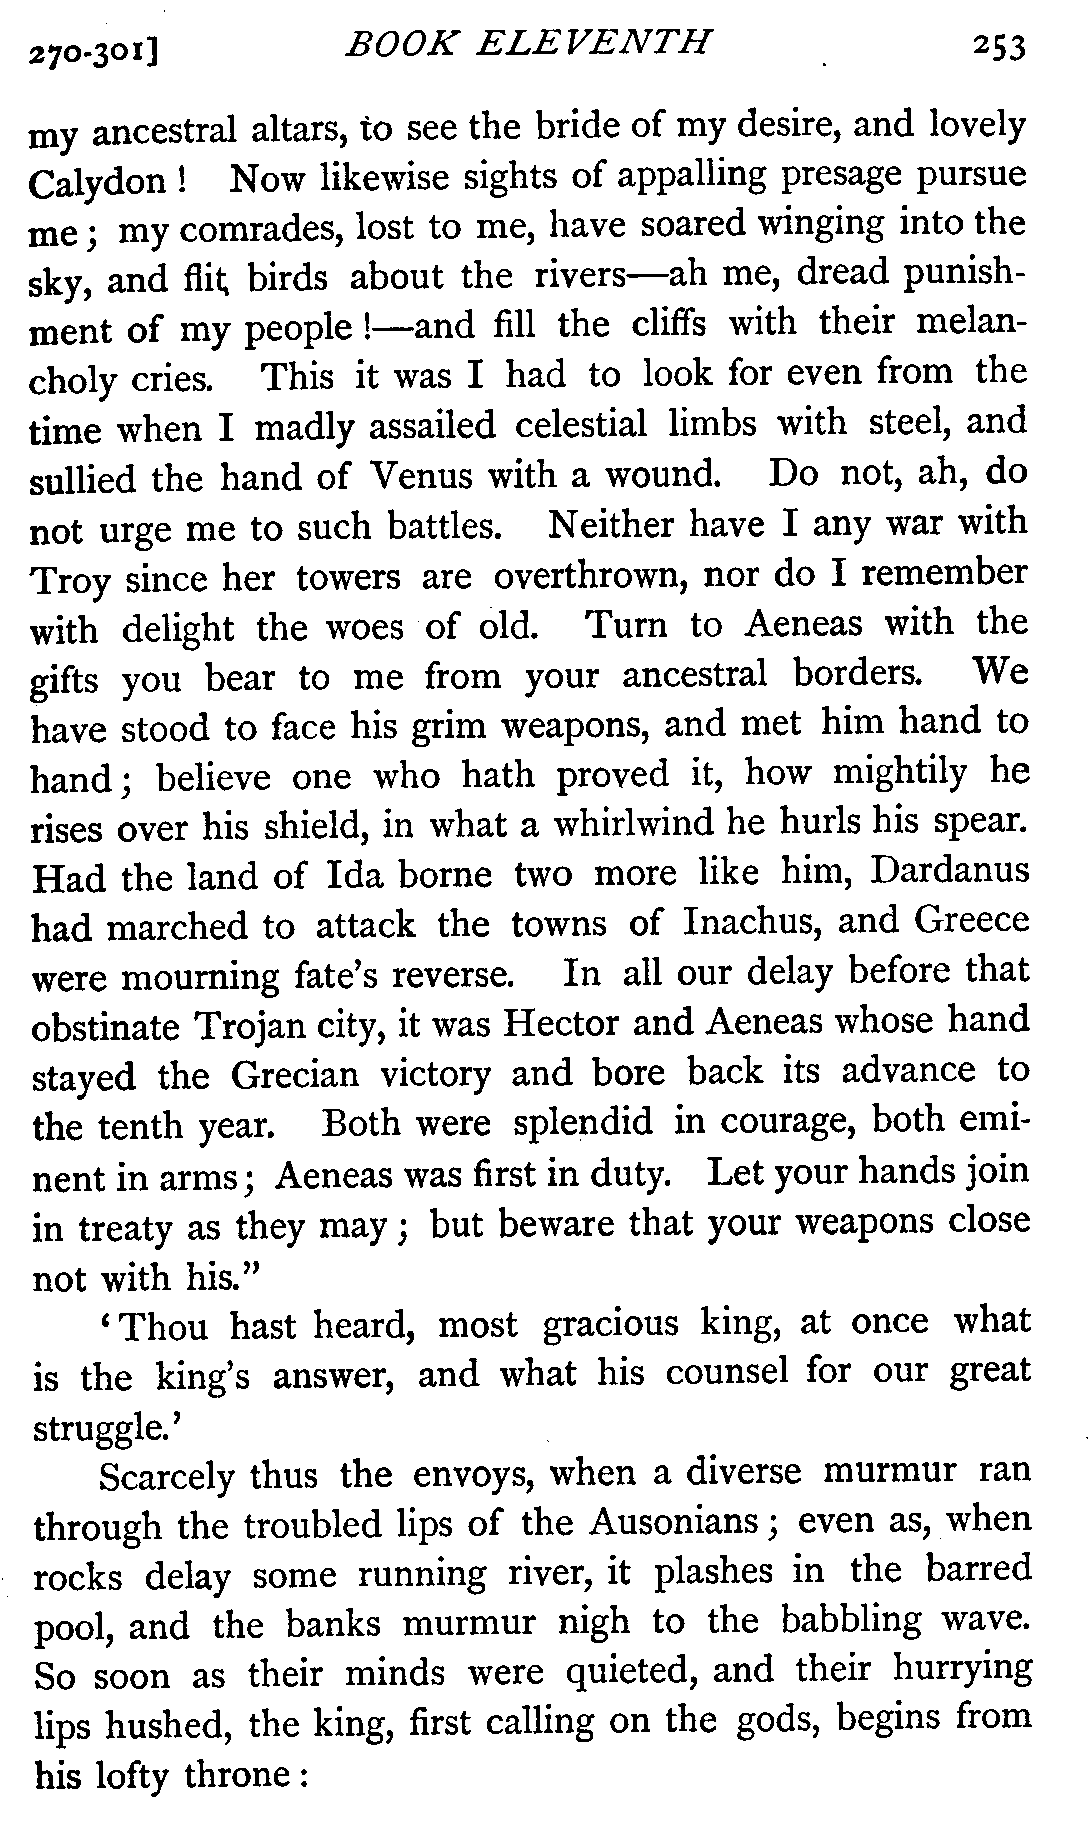 270-301] BOOK ELEVENTH 253
my ancestral altars, to see the bride of my desire, and lovely
Calydon ! Now likewise sights of appalling presage pursue
me ; my comrades, lost to me, have soared winging into the
sky, and flit birds about the rivers—ah me, dread punish-
ment of my people !—and fill the cliffs with their melan-
choly cries. This it was I had to look for even from the
time when I madly assailed celestial limbs with steel, and
sullied the hand of Venus with a wound. Do not, ah, do
not urge me to such battles. Neither have I any war with
Troy since her towers are overthrown, nor do I remember
with delight the woes of old. Turn to Aeneas with the
gifts you bear to me from your ancestral borders. We
have stood to face his grim weapons, and met him hand to
hand ; believe one who hath proved it, how mightily he
rises over his shield, in what a whirlwind he hurls his spear.
Had the land of Ida borne two more like him, Dardanus
had marched to attack the towns of Inachus, and Greece
were mourning fate's reverse. In all our delay before that
obstinate Trojan city, it was Hector and Aeneas whose hand
stayed the Grecian victory and bore back its advance to
the tenth year. Both were splendid in courage, both emi-
nent in arms ; Aeneas was first in duty. Let your hands join
in treaty as they may ; but beware that your weapons close
not with his.”
‘Thou hast heard, most gracious king, at once what
is the king's answer, and what his counsel for our great
struggle.’
Scarcely thus the envoys, when a diverse murmur ran
through the troubled lips of the Ausonians ; even as, when
rocks delay some running river, it plashes in the barred
pool, and the banks murmur nigh to the babbling wave.
So soon as their minds were quieted, and their hurrying
lips hushed, the king, first calling on the gods, begins from
his lofty throne :